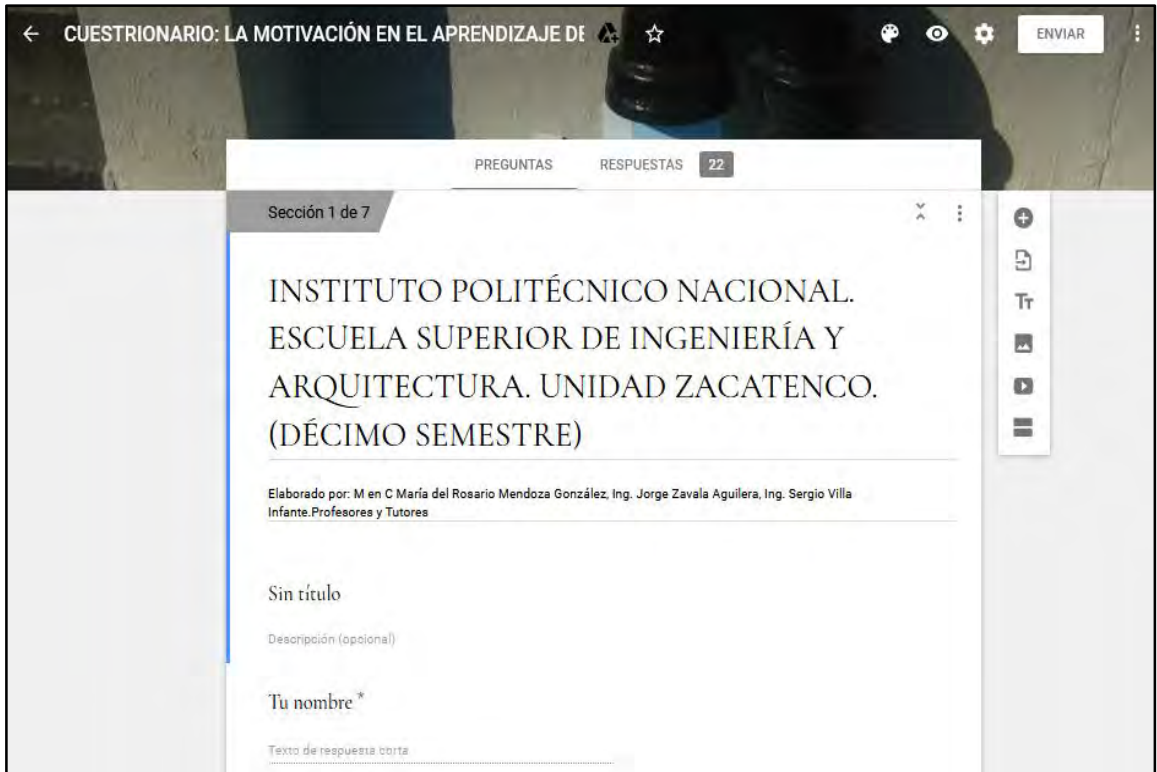 CUESTRIONARIO: LA MOTIVACIÓN EN EL APRENDIZAJE DE
ENVIAR
PREGUNTAS
RESPUESTAS 22
Sección 1 de 7
INSTITUTO POLITÉCNICO NACIONAL.
ESCUELA SUPERIOR DE INGENIERÍA Y
ARQUITECTURA. UNIDAD ZACATENCO.
(DÉCIMO SEMESTRE)
Elaborado por: M en C María del Rosario Mendoza González, Ing. Jorge Zavala Aguilera, Ing. Sergio Villa
Infante.Profesores y Tutores
Sin título
Descripción (opcional)
Tu nombre *
Texto de respuesta corta
Tт